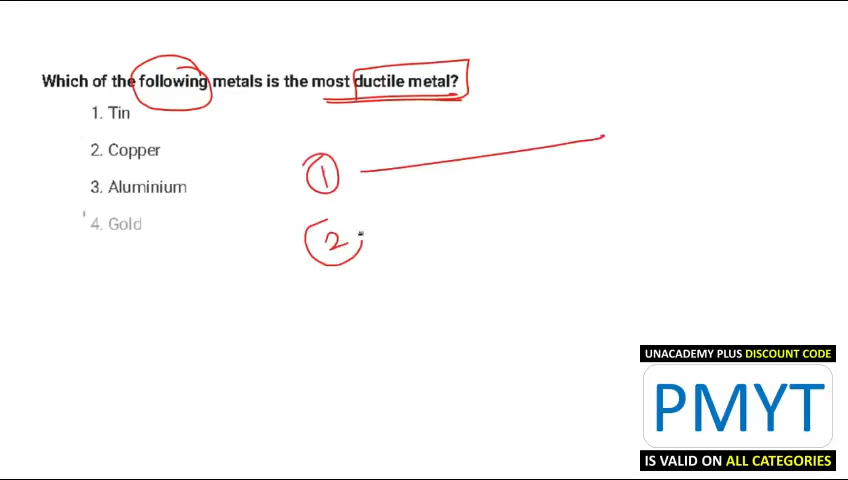 Which of the following metals is the most ductile metal?
1. Tin
2. Copper
3. Aluminium
4. Gold
1
2
UNACADEMY PLUS DISCOUNT CODE
PMYT
IS VALID ON ALL CATEGORIES